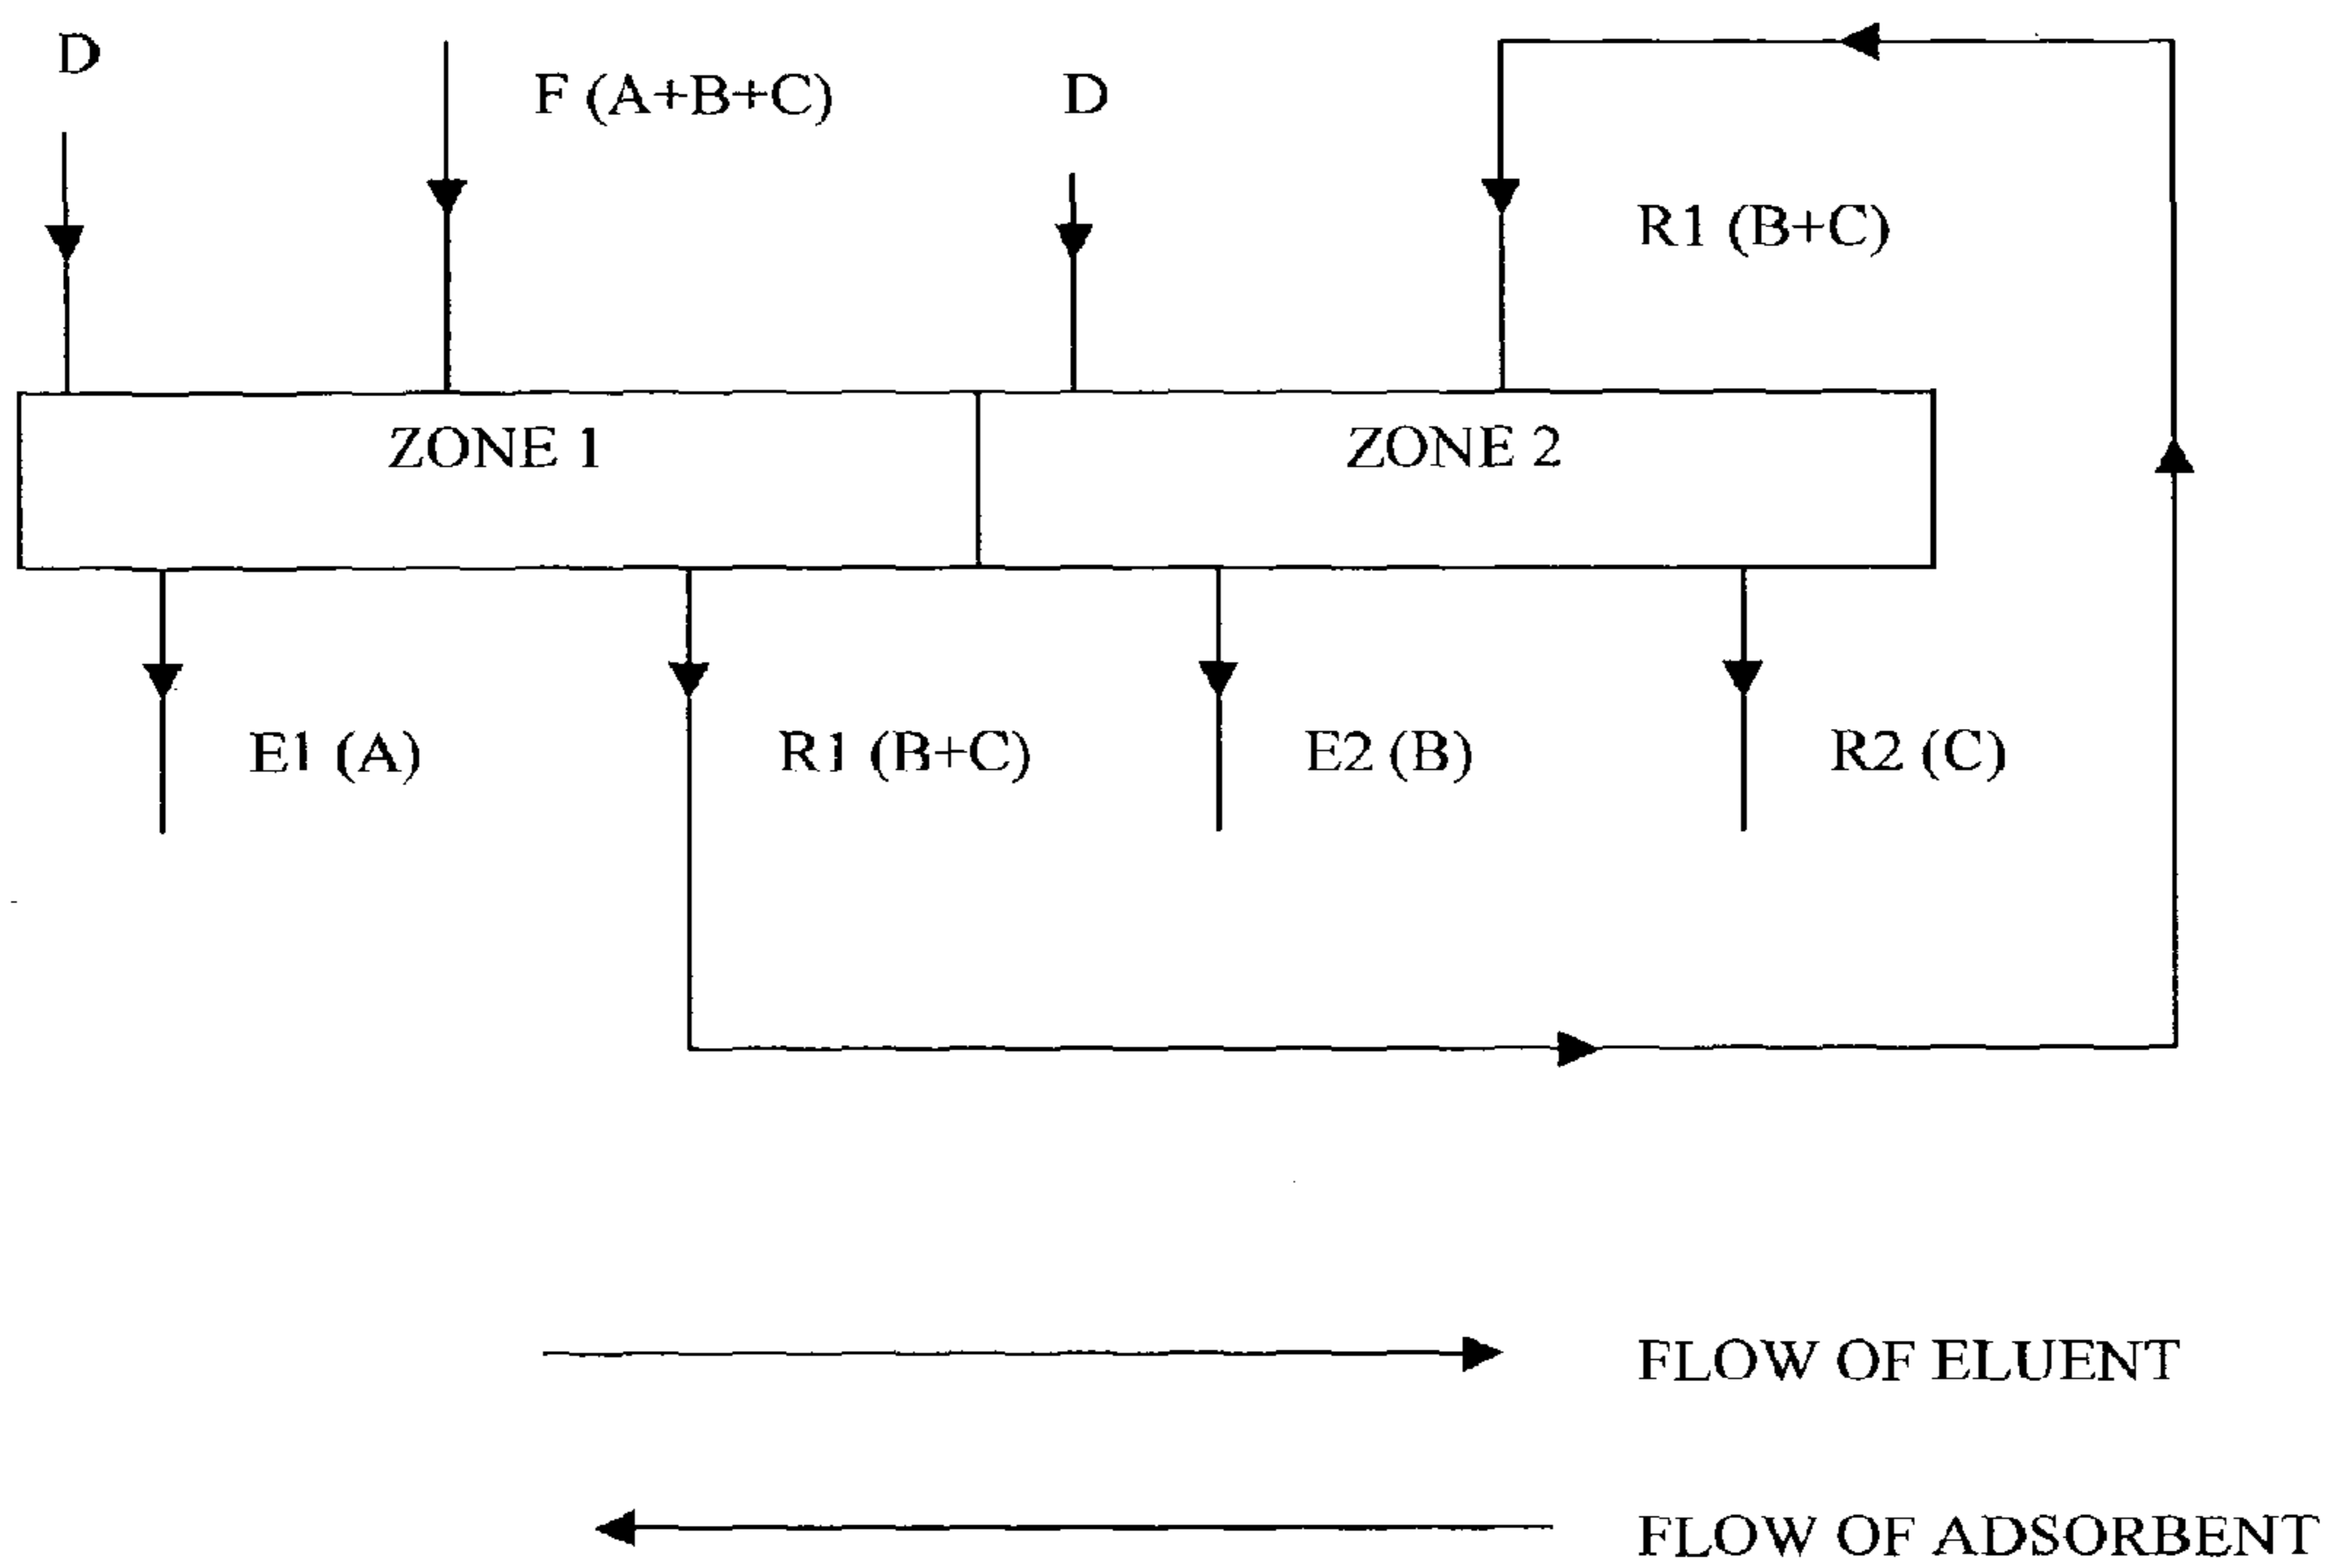 D
F (A+B+C)
D
R1 (B+C)
ZONE 1
ZONE 2
E1 (A)
R1 (B+C)
E2 (B)
R2 (C)
FLOW OF ELUENT
FLOW OF ADSORBENT